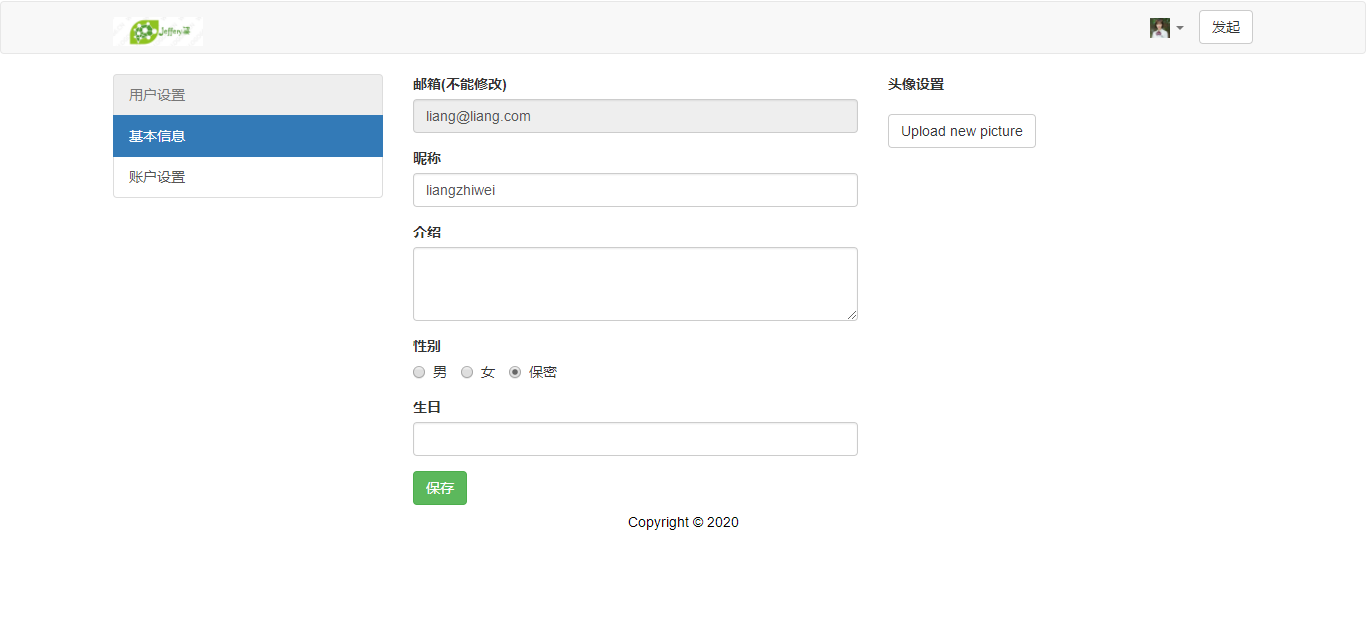 发起
用户设置
基本信息
账户设置
邮箱(不能修改)
liang@liang.com
昵称
liangzhiwei
介绍
性别
男 女 保密
生日
保存
头像设置
Upload new picture
Copyright © 2020